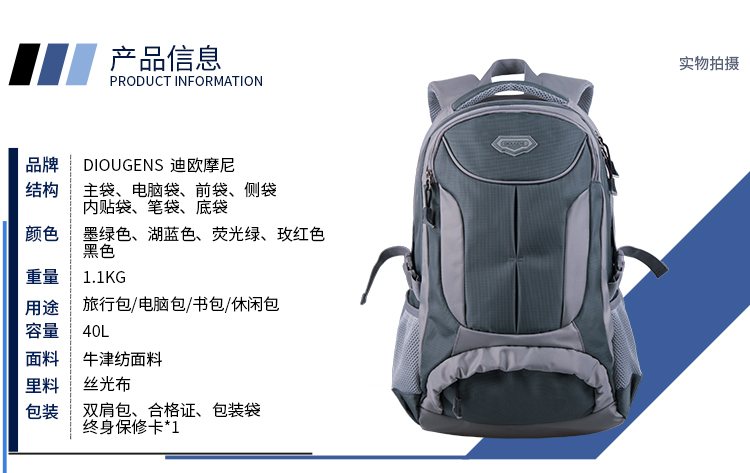 产品信息
PRODUCT INFORMATION
实物拍摄
品牌 DIOUGENS 迪欧摩尼
结构 主袋、电脑袋、前袋、侧袋
内贴袋、笔袋、底袋
颜色 墨绿色、湖蓝色、荧光绿、玫红色
黑色
重量 1.1KG
用途 旅行包/电脑包/书包/休闲包
容量 40L
面料 牛津纺面料
里料 丝光布
包装 双肩包、合格证、包装袋
终身保修卡*1